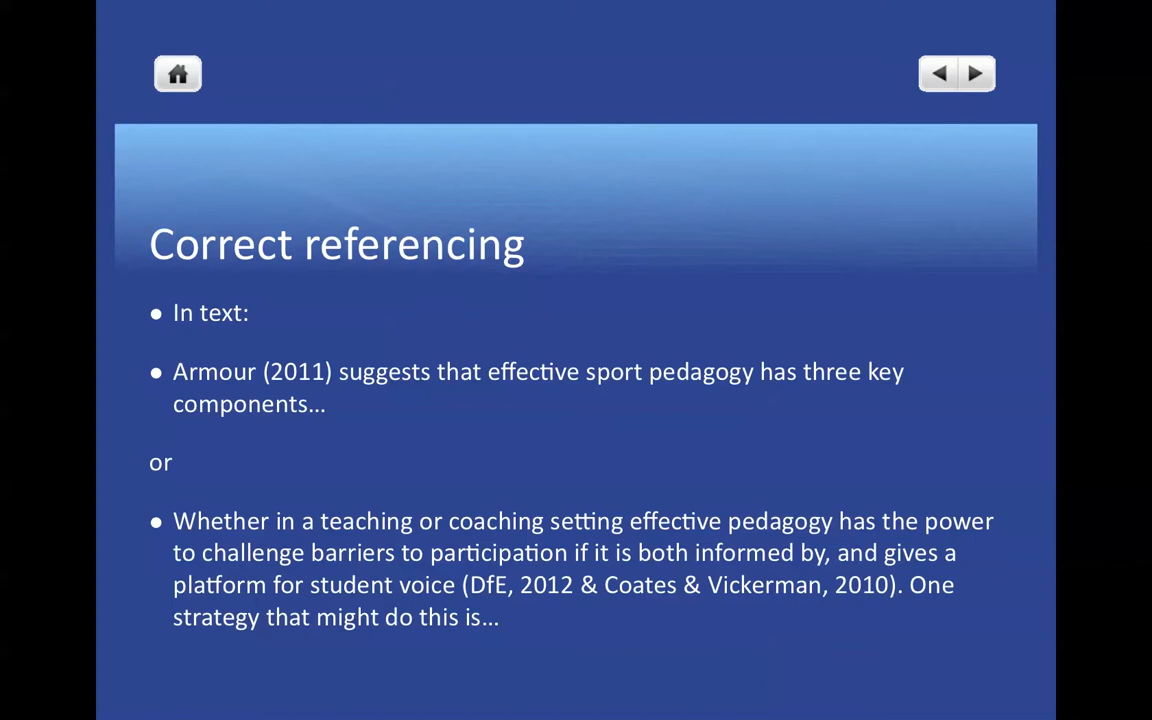 Correct referencing
● In text:
● Armour (2011) suggests that effective sport pedagogy has three key
components…
or
● Whether in a teaching or coaching setting effective pedagogy has the power
to challenge barriers to participation if it is both informed by, and gives a
platform for student voice (DfE, 2012 & Coates & Vickerman, 2010). One
strategy that might do this is…